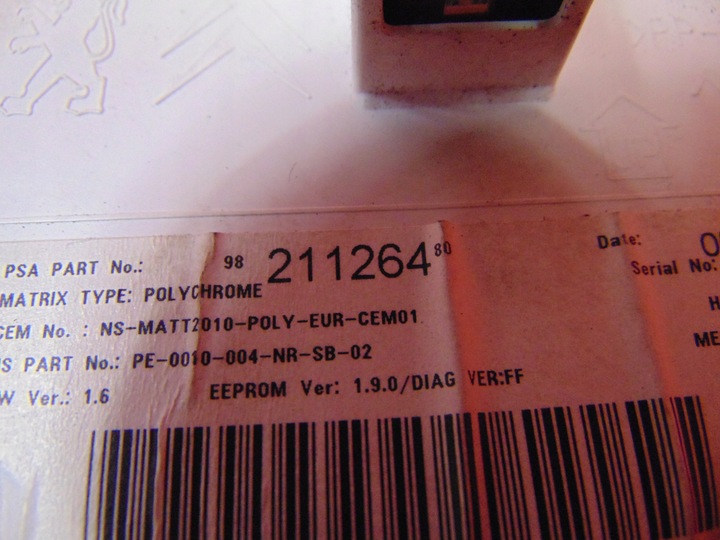 PSA PART No.: 98 211264 80
Date:
Serial No:
MATRIX TYPE: POLYCHROME
CEM No. : NS-MATT2010-POLY-EUR-CEM01
PART No.: PE-0010-004-NR-SB-02
Ver.: 1.6 EEPROM Ver: 1.9.0/DIAG VER:FF